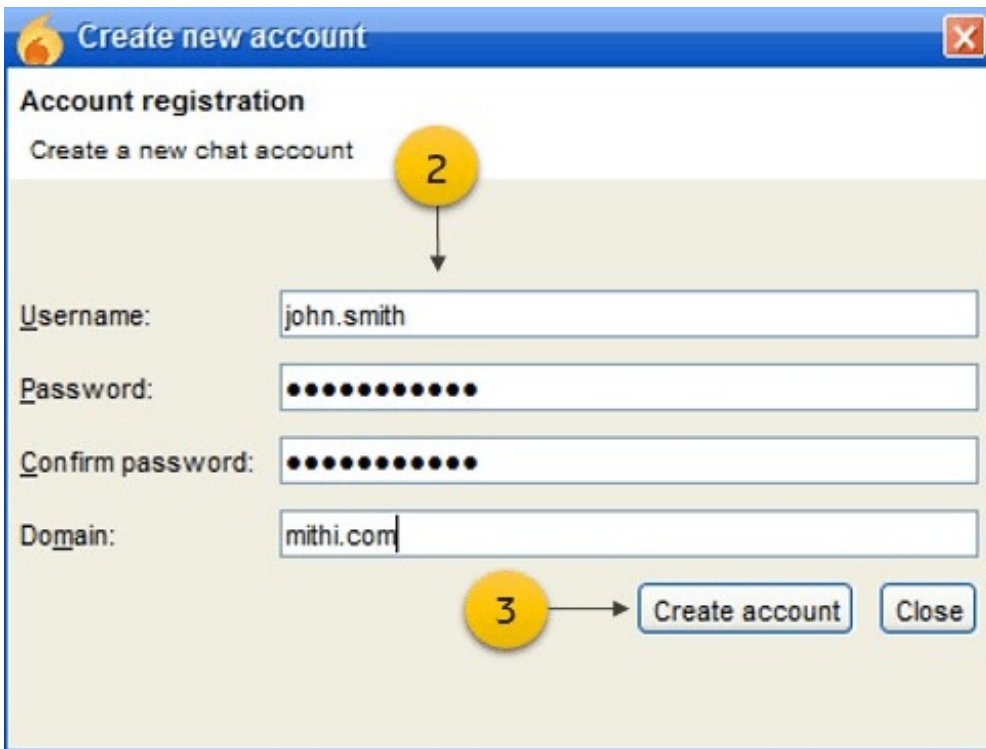 Create new account
Account registration
Create a new chat account
2
Username:
john.smith
Password:
●●●●●●●●●●●
Confirm password:
●●●●●●●●●●●
Domain:
mithi.com
3
Create account
Close